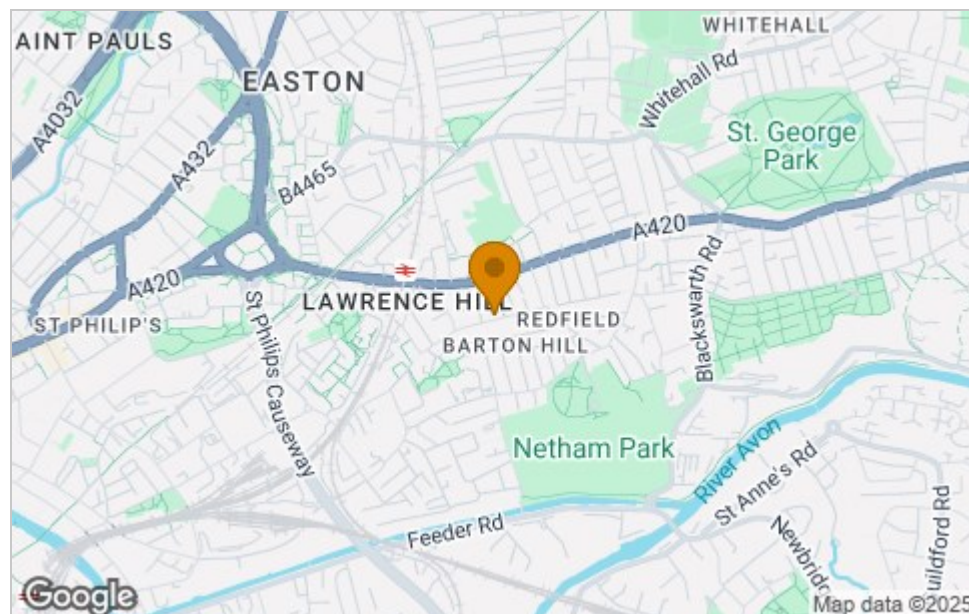 AINT PAULS
WHITEHALL
EASTON
Whitehall Rd
A4032
A432
St. George
Park
B4465
A420
A420
Blackswarth Rd
LAWRENCE HILL
ST PHILIP'S
REDFIELD
BARTON HILL
St Philips Causeway
Netham Park
River Avon
St Anne's Rd
Feeder Rd
Newbridge
uildford Rd
Google
Map data ©2025